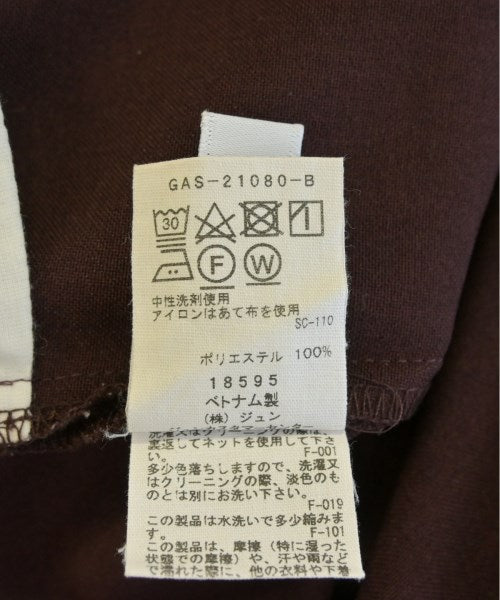 GAS-21080-B
30
F
W
中性洗剤使用
アイロンはあて布を使用
SC-110
ポリエステル 100%
18595
ベトナム製
(株) ジュン
裏返してネットを使用して下さい。
F-001
多少色落ちしますので、洗濯又
はクリーニングの際、淡色のも
のとは別にお洗い下さい。
F-019
この製品は水洗いで多少縮みま
す。
F-101
この製品は、摩擦（特に湿った
状態での摩擦）や、汗や雨など
で濡れた際に、他の衣料や下着